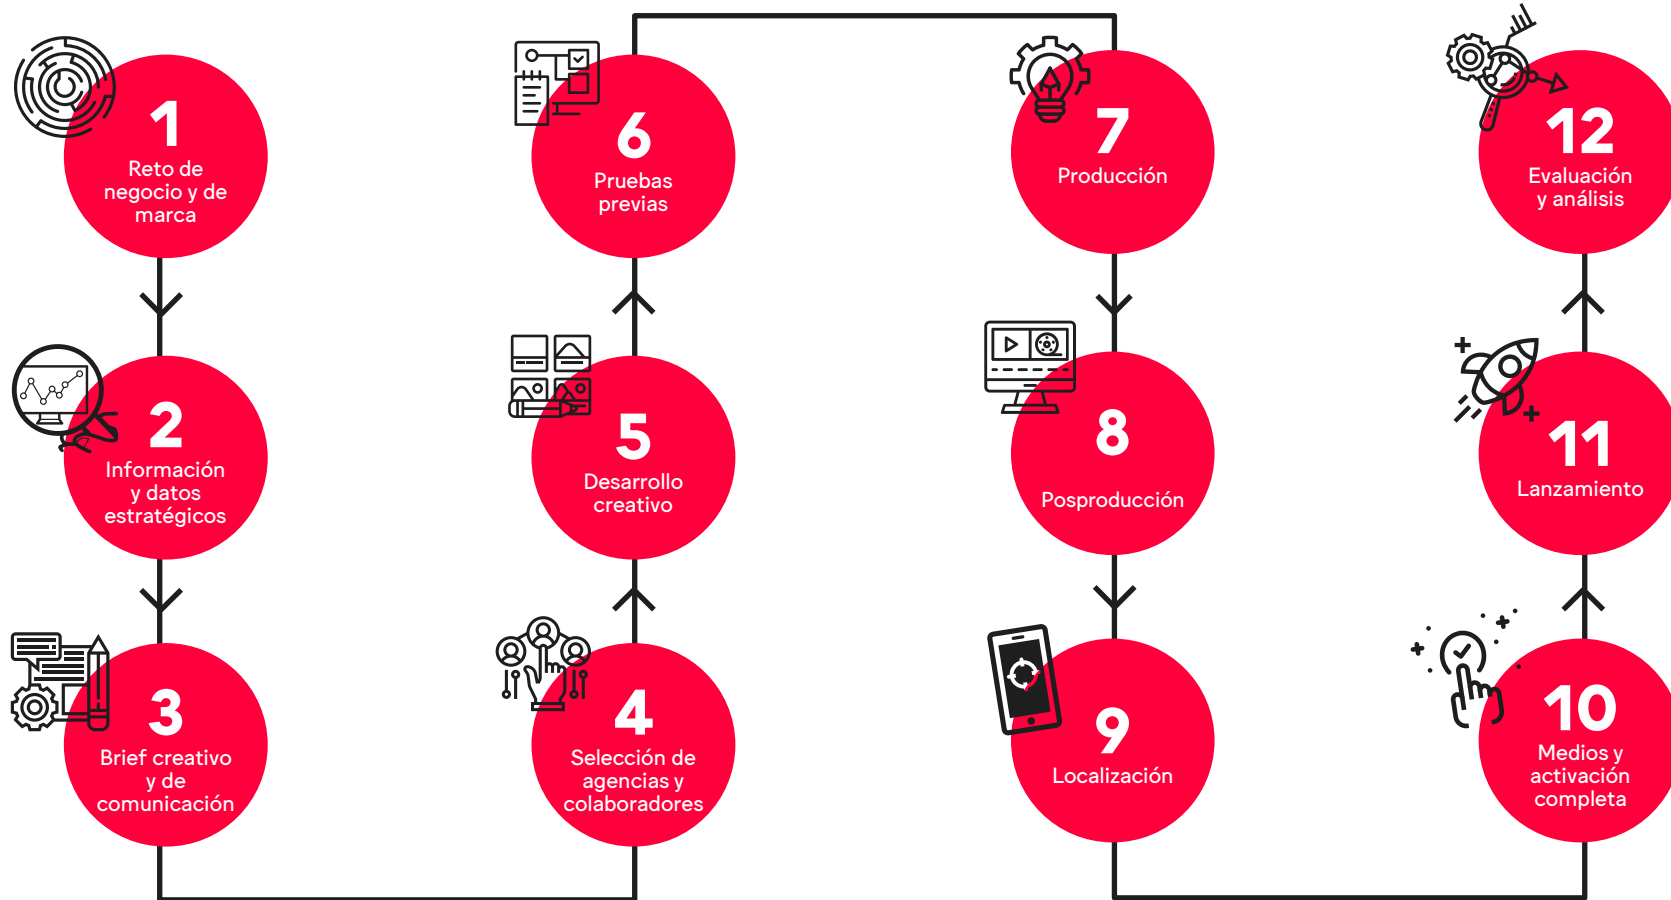 1
Reto de
negocio y de
marca
2
Información
y datos
estratégicos
3
Brief creativo
y de
comunicación
4
Selección de
agencias y
colaboradores
5
Desarrollo
creativo
6
Pruebas
previas
7
Producción
8
Posproducción
9
Localización
10
Medios y
activación
completa
11
Lanzamiento
12
Evaluación
y análisis